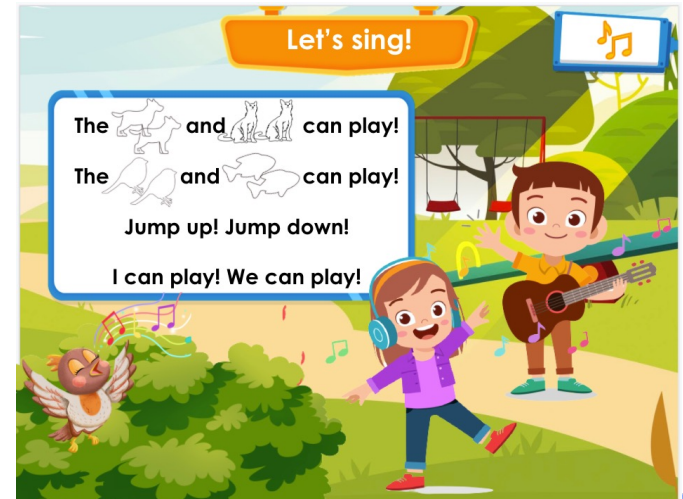 Let's sing!
The and can play!
The and can play!
Jump up! Jump down!
I can play! We can play!